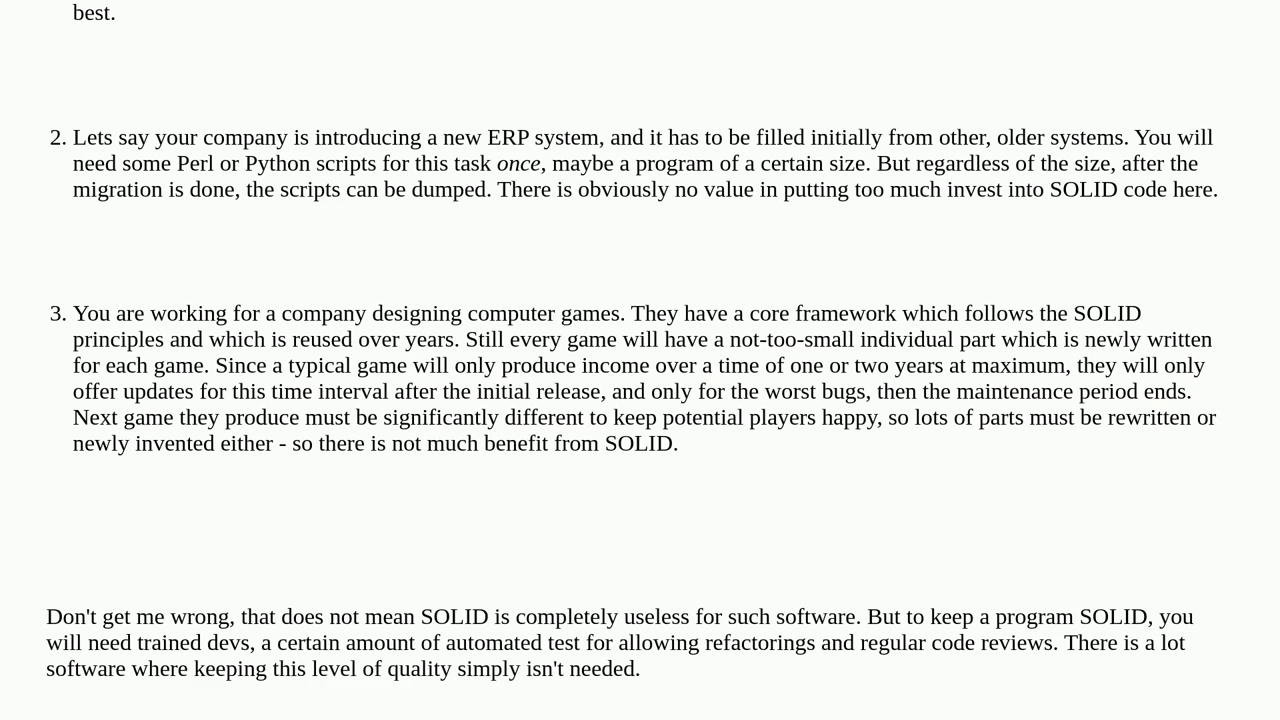 best.
2. Lets say your company is introducing a new ERP system, and it has to be filled initially from other, older systems. You will
need some Perl or Python scripts for this task once, maybe a program of a certain size. But regardless of the size, after the
migration is done, the scripts can be dumped. There is obviously no value in putting too much invest into SOLID code here.
3. You are working for a company designing computer games. They have a core framework which follows the SOLID
principles and which is reused over years. Still every game will have a not-too-small individual part which is newly written
for each game. Since a typical game will only produce income over a time of one or two years at maximum, they will only
offer updates for this time interval after the initial release, and only for the worst bugs, then the maintenance period ends.
Next game they produce must be significantly different to keep potential players happy, so lots of parts must be rewritten or
newly invented either - so there is not much benefit from SOLID.
Don't get me wrong, that does not mean SOLID is completely useless for such software. But to keep a program SOLID, you
will need trained devs, a certain amount of automated test for allowing refactorings and regular code reviews. There is a lot
software where keeping this level of quality simply isn't needed.